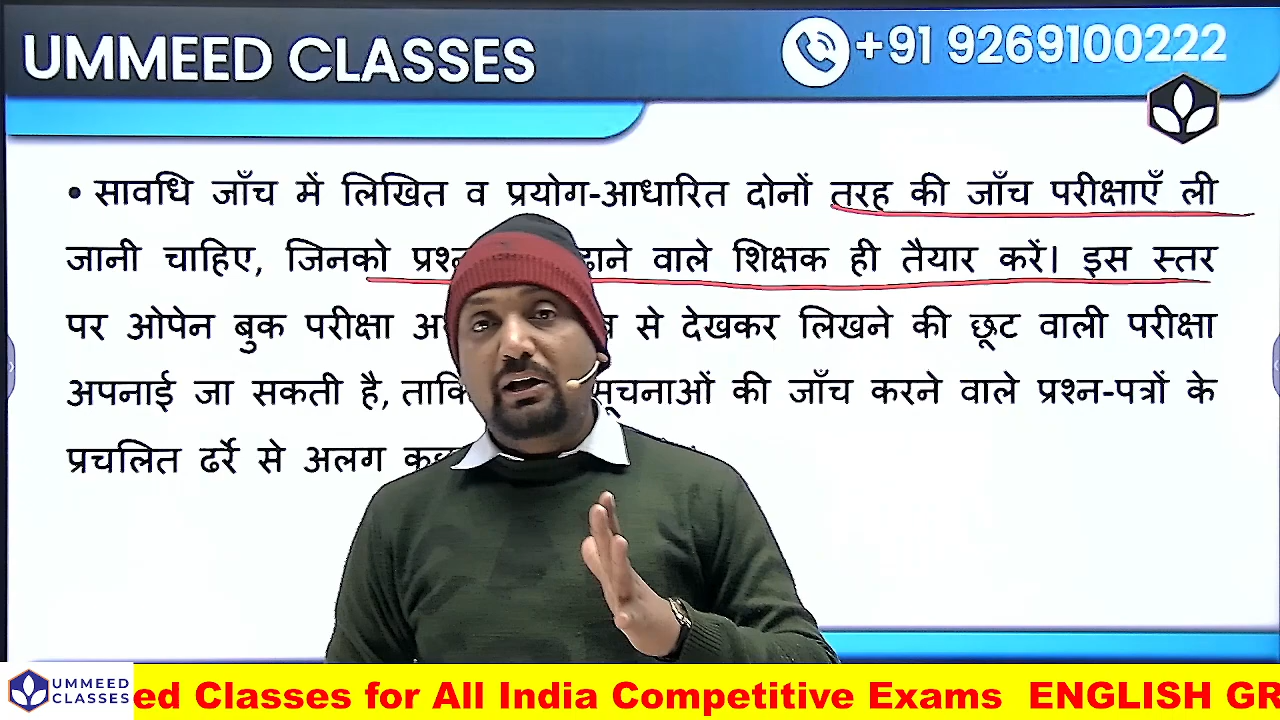 UMMEED CLASSES
+91 9269100222
• सावधि जाँच में लिखित व प्रयोग-आधारित दोनों तरह की जाँच परीक्षाएँ ली
जानी चाहिए, जिनको वाले शिक्षक ही तैयार करें। इस स्तर
पर ओपेन बुक परीक्षा से देखकर लिखने की छूट वाली परीक्षा
अपनाई जा सकती है, सूचनाओं की जाँच करने वाले प्रश्न-पत्रों के
प्रचलित ढर्रे से अलग
UMMEED
CLASSES
ed Classes for All India Competitive Exams ENGLISH GR